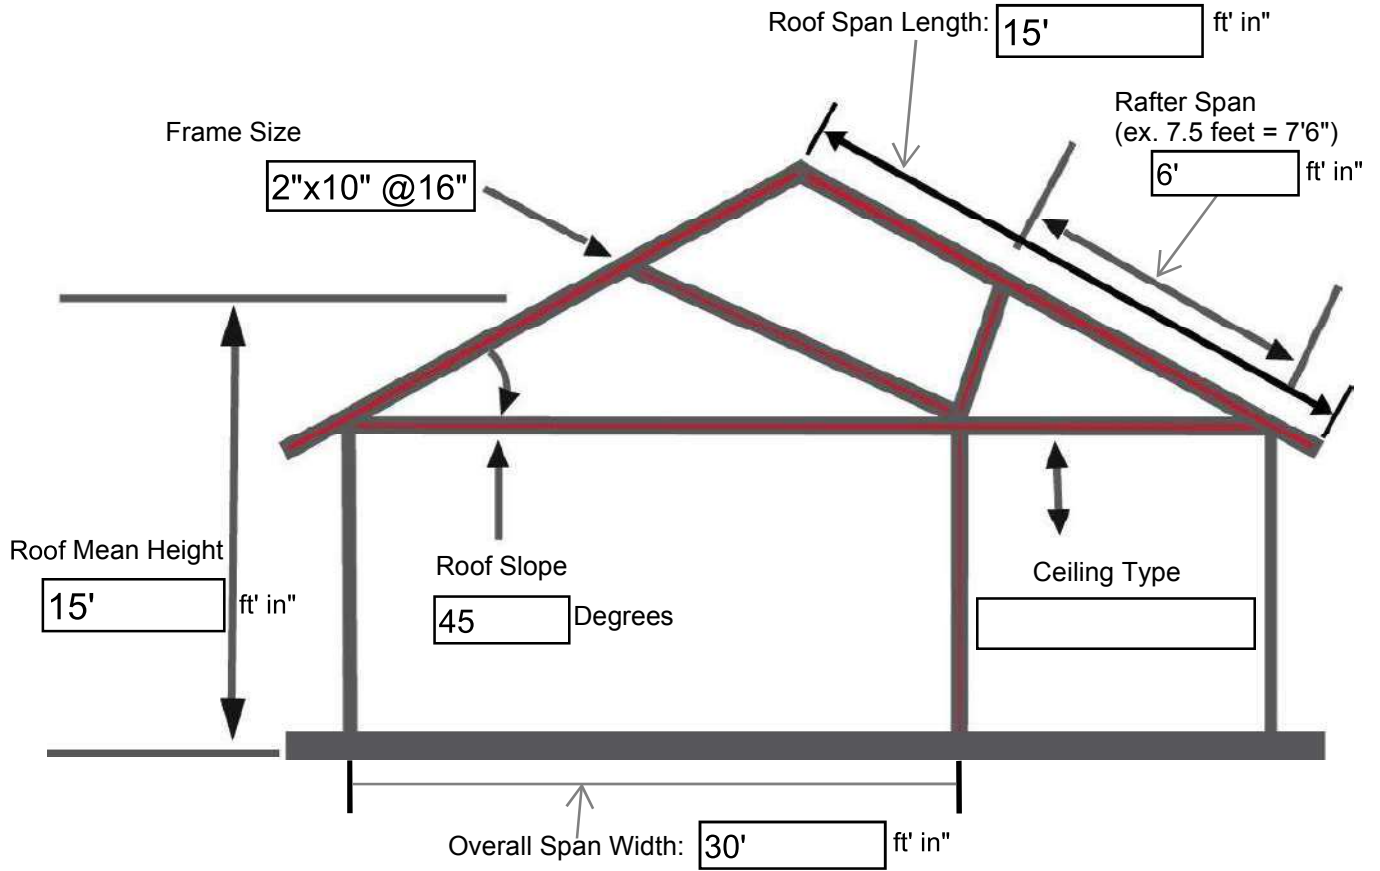 Roof Span Length: 15' ft' in"
Rafter Span
(ex. 7.5 feet = 7'6")
6' ft' in"
Frame Size
2"x10" @16"
Roof Mean Height
15' ft' in"
Roof Slope
45 Degrees
Ceiling Type
Overall Span Width: 30' ft' in"